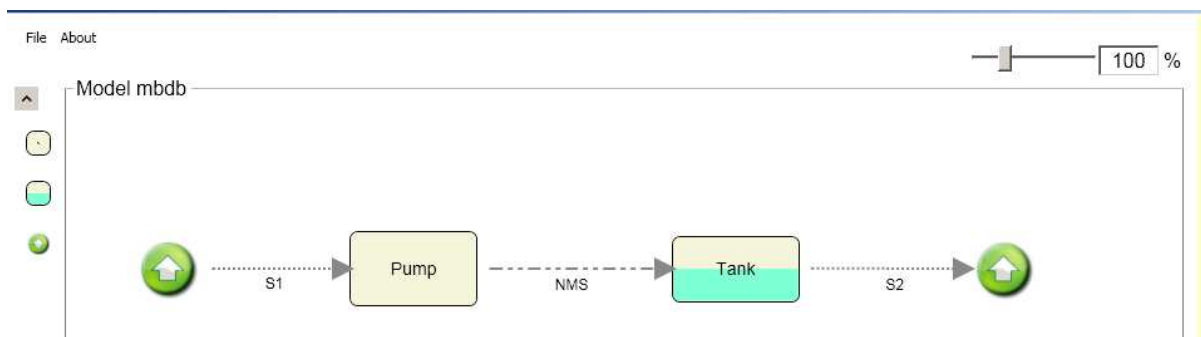 File About
100 %
Model mbdb
Pump
Tank
S1
NMS
S2